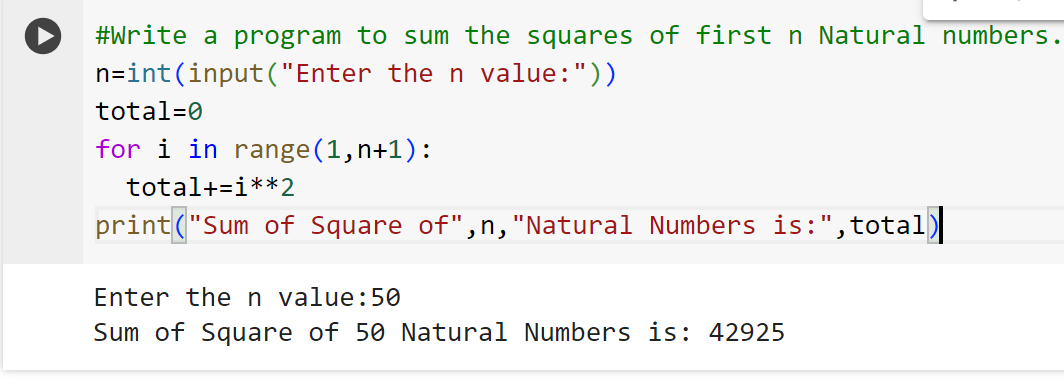 #Write a program to sum the squares of first n Natural numbers.
n=int(input("Enter the n value:"))
total=0
for i in range(1,n+1):
  total+=i**2
print("Sum of Square of",n,"Natural Numbers is:",total)
Enter the n value:50
Sum of Square of 50 Natural Numbers is: 42925